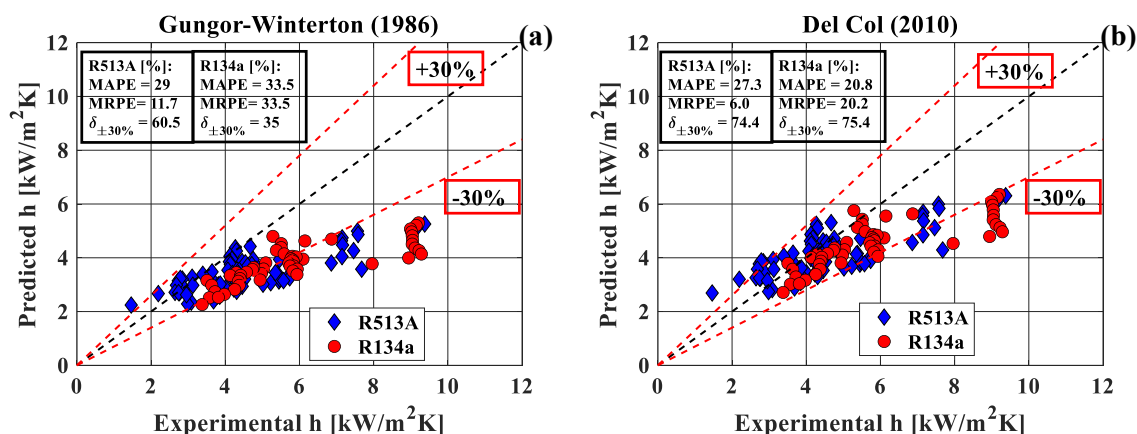 Gungor-Winterton (1986)
(a)
R513A [%]:
MAPE = 29
MRPE= 11.7
δ±30% = 60.5
R134a [%]:
MAPE = 33.5
MRPE= 33.5
δ±30% = 35
+30%
-30%
R513A
R134a
12
10
8
6
4
2
0
0 2 4 6 8 10 12
Predicted h [kW/m²K]
Experimental h [kW/m²K]
Del Col (2010)
(b)
R513A [%]:
MAPE = 27.3
MRPE= 6.0
δ±30% = 74.4
R134a [%]:
MAPE = 20.8
MRPE= 20.2
δ±30% = 75.4
+30%
-30%
R513A
R134a
12
10
8
6
4
2
0
0 2 4 6 8 10 12
Predicted h [kW/m²K]
Experimental h [kW/m²K]